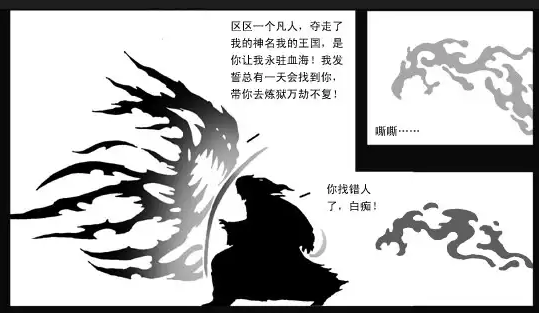 区区一个凡人，夺走了
我的神名我的王国，是
你让我永驻血海！我发
誓总有一天会找到你，
带你去炼狱万劫不复！
嘶嘶……
你找错人
了，白痴！